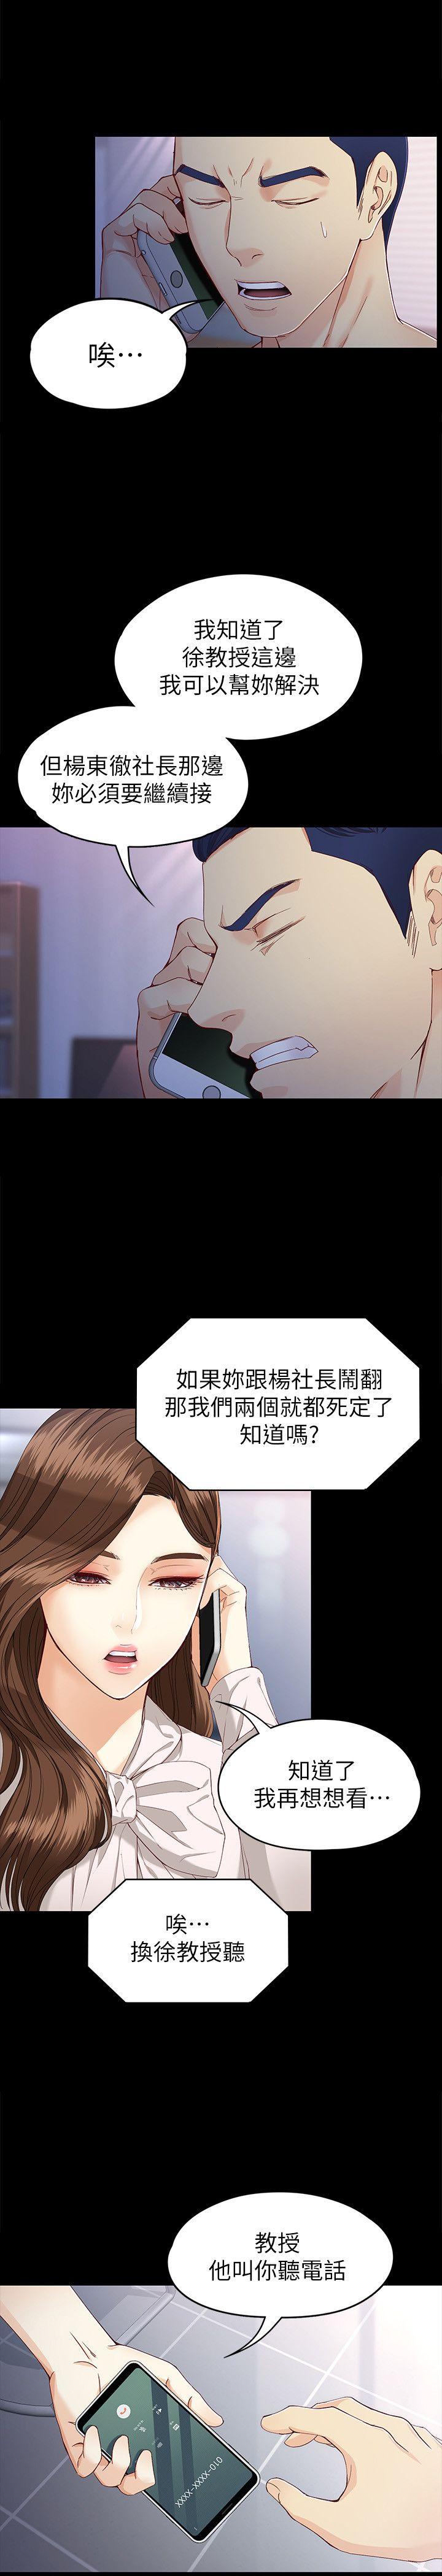 唉…
我知道了
徐教授這邊
我可以幫妳解決
但楊東徹社長那邊
妳必須要繼續接
如果妳跟楊社長鬧翻
那我們兩個就都死定了
知道嗎?
知道了
我再想想看…
唉…
換徐教授聽
教授
他叫你聽電話
XXXX-XXXX-010